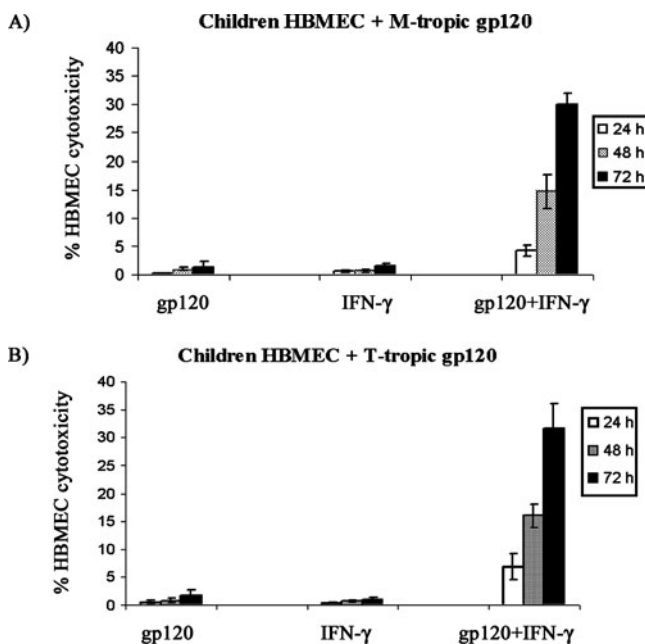 A)
Children HBMEC + M-tropic gp120
% HBMEC cytotoxicity
40
35
30
25
20
15
10
5
0
gp120
IFN-γ
gp120+IFN-γ
24 h
48 h
72 h
B)
Children HBMEC + T-tropic gp120
% HBMEC cytotoxicity
40
35
30
25
20
15
10
5
0
gp120
IFN-γ
gp120+IFN-γ
24 h
48 h
72 h